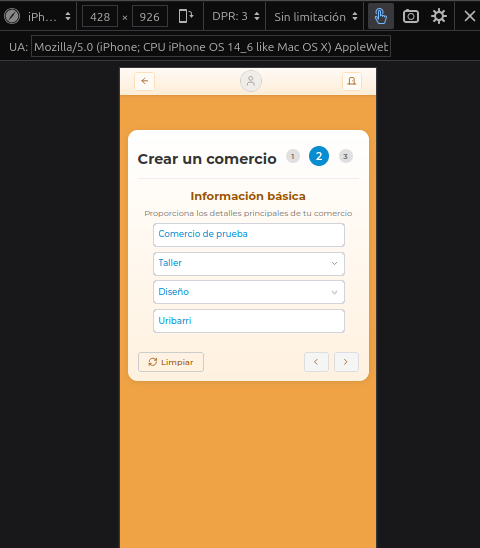 iPh... 428 × 926 DPR: 3 Sin limitación
UA: Mozilla/5.0 (iPhone; CPU iPhone OS 14_6 like Mac OS X) AppleWeb
Crear un comercio 1 2 3
Información básica
Proporciona los detalles principales de tu comercio
Comercio de prueba
Taller
Diseño
Uribarri
Limpiar